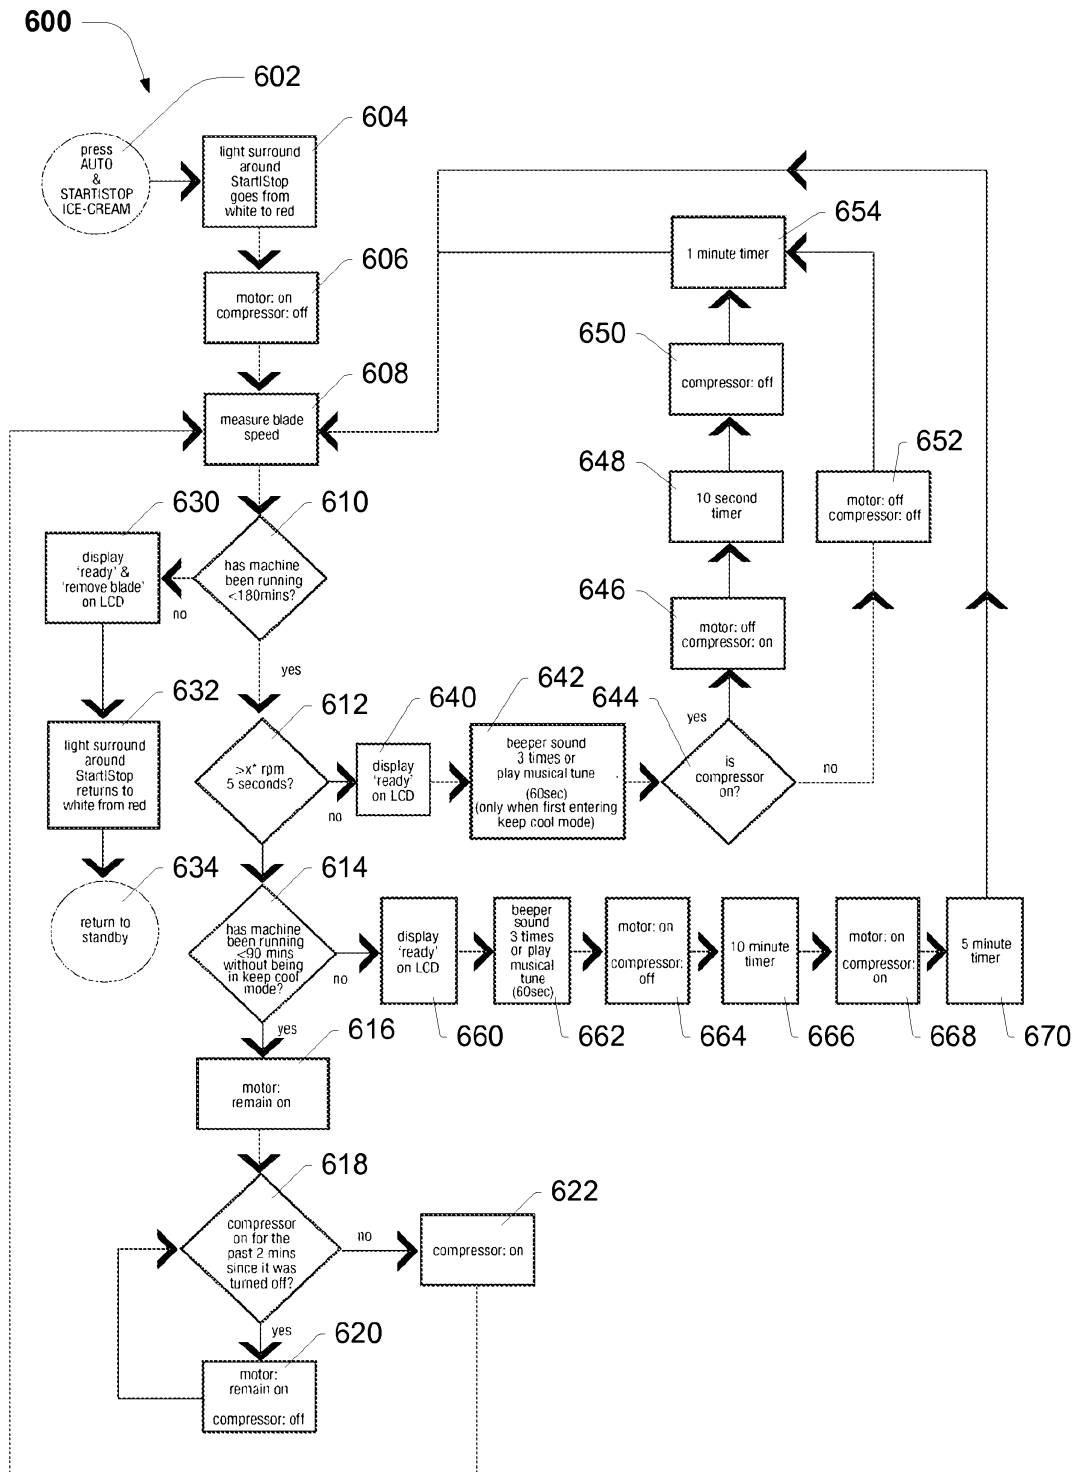 600
602
press
AUTO
&
START|STOP
ICE-CREAM
604
light surround
around
Start|Stop
goes from
white to red
606
motor: on
compressor: off
608
measure blade
speed
610
has machine
been running
<180mins?
no
yes
630
display
'ready' &
'remove blade'
on LCD
632
light surround
around
Start|Stop
returns to
white from red
634
return to
standby
612
>x* rpm
5 seconds?
no
640
display
'ready'
on LCD
642
beeper sound
3 times or
play musical tune
(60sec)
(only when first entering
keep cool mode)
644
is
compressor
on?
yes
no
646
motor: off
compressor: on
648
10 second
timer
650
compressor: off
652
motor: off
compressor: off
654
1 minute timer
614
has machine
been running
<90 mins
without being
in keep cool
mode?
no
yes
660
display
'ready'
on LCD
662
beeper
sound
3 times
or play
musical
tune
(60sec)
664
motor: on
compressor:
off
666
10 minute
timer
668
motor: on
compressor:
on
670
5 minute
timer
616
motor:
remain on
618
compressor
on for the
past 2 mins
since it was
turned off?
no
yes
622
compressor: on
620
motor:
remain on
compressor: off